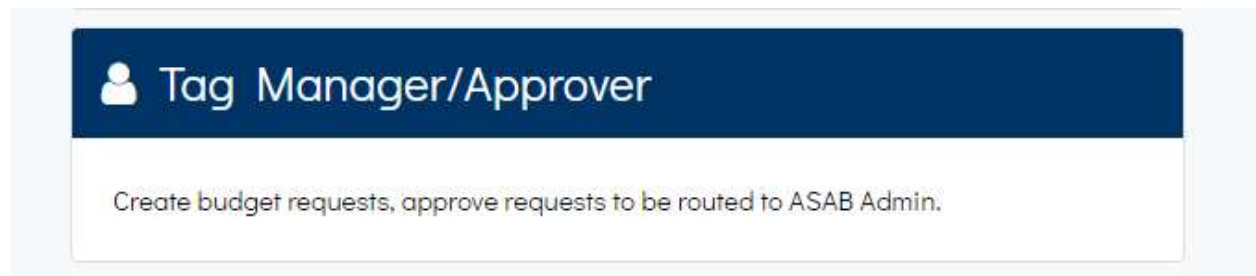 Tag Manager/Approver
Create budget requests, approve requests to be routed to ASAB Admin.